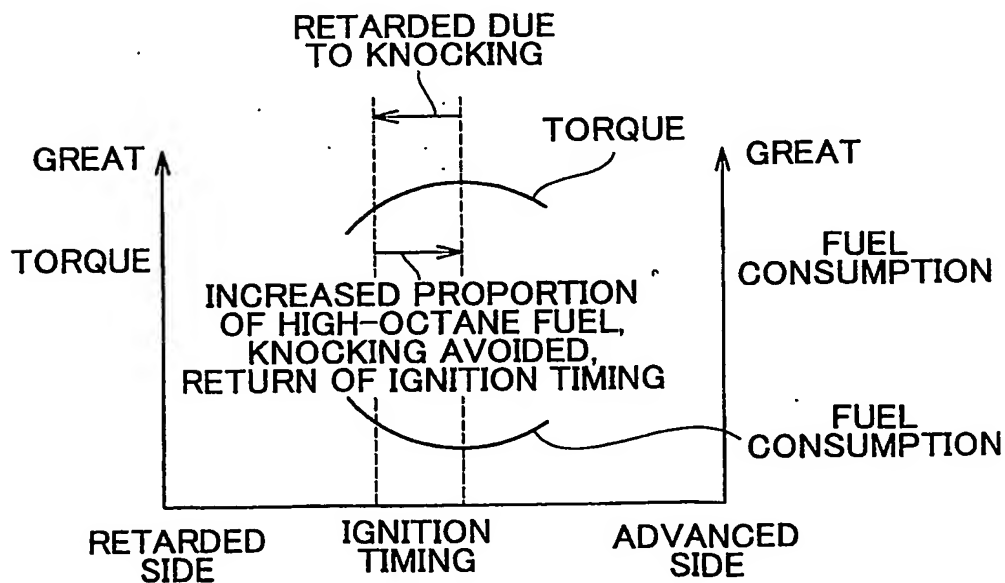 RETARDED DUE
TO KNOCKING
TORQUE
GREAT
GREAT
TORQUE
FUEL
CONSUMPTION
INCREASED PROPORTION
OF HIGH-OCTANE FUEL,
KNOCKING AVOIDED,
RETURN OF IGNITION TIMING
FUEL
CONSUMPTION
RETARDED
SIDE
IGNITION
TIMING
ADVANCED
SIDE